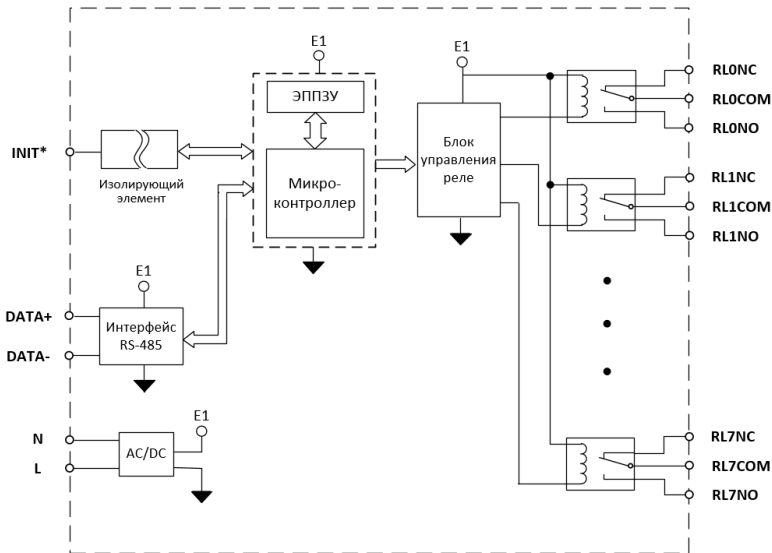 E1
ЭППЗУ
Микро-
контроллер
INIT*
Изолирующий
элемент
E1
Блок
управления
реле
RL0NC
RL0COM
RL0NO
RL1NC
RL1COM
RL1NO
E1
DATA+
DATA-
Интерфейс
RS-485
N
L
AC/DC
E1
RL7NC
RL7COM
RL7NO